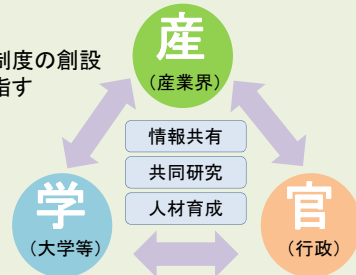 制度の創設
指す
産
（産業界）
情報共有
共同研究
人材育成
学
（大学等）
官
（行政）